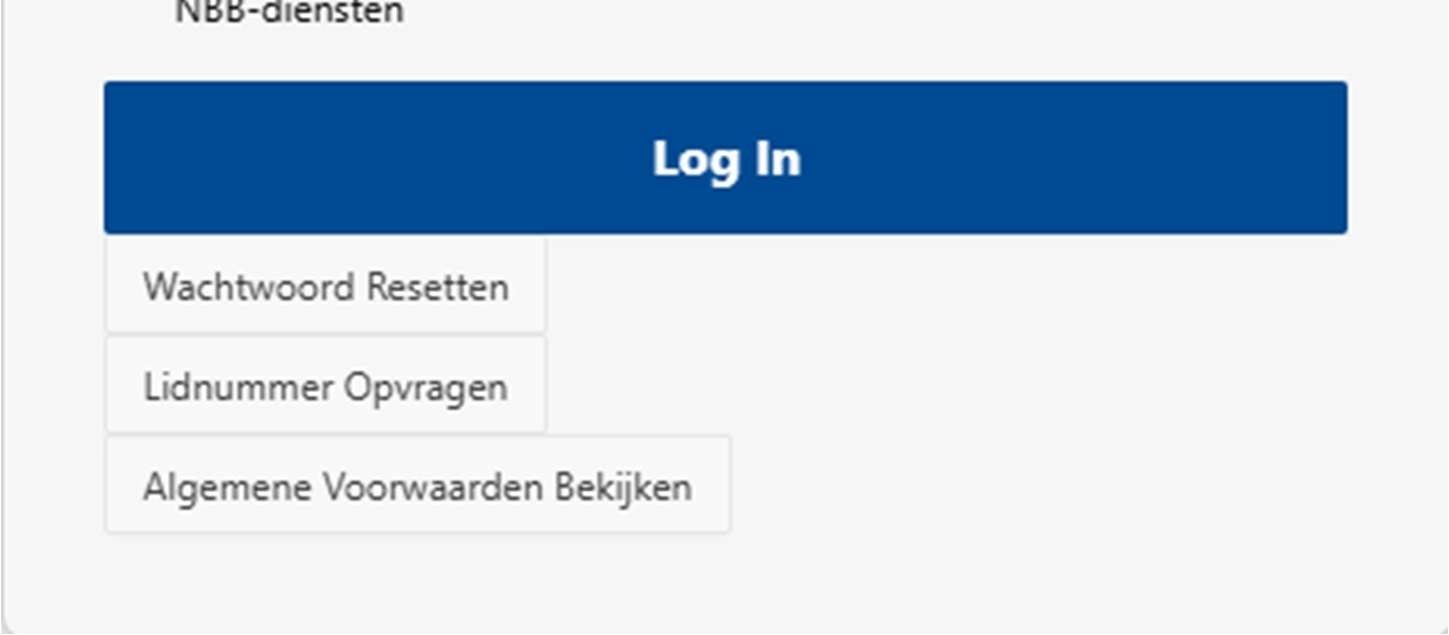 NBB-diensten
Log In
Wachtwoord Resetten
Lidnummer Opvragen
Algemene Voorwaarden Bekijken